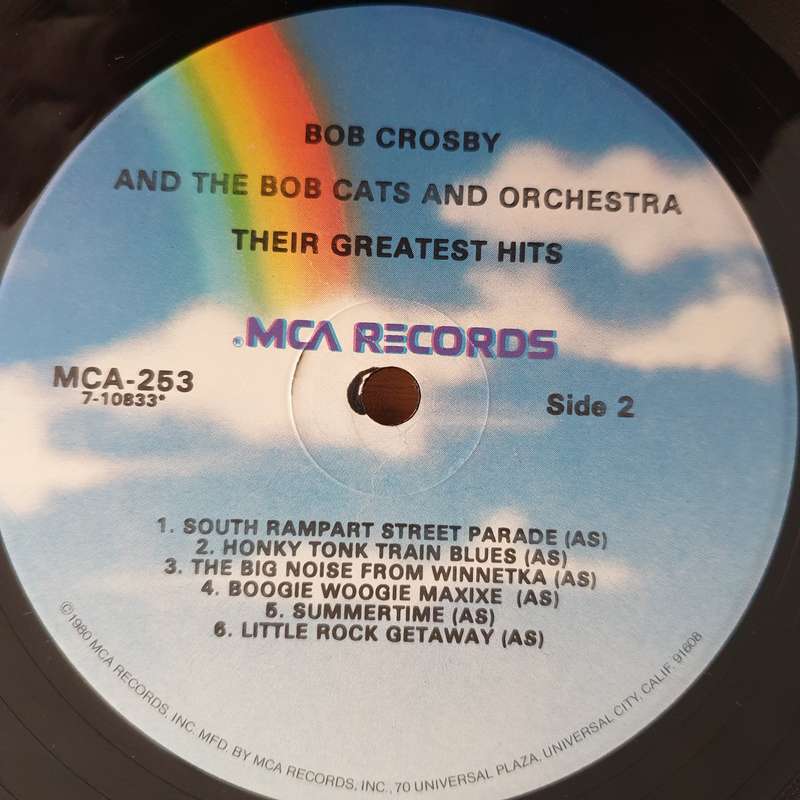 BOB CROSBY
AND THE BOB CATS AND ORCHESTRA
THEIR GREATEST HITS
®MCA RECORDS
MCA-253
7-10833*
Side 2
1. SOUTH RAMPART STREET PARADE (AS)
2. HONKY TONK TRAIN BLUES (AS)
3. THE BIG NOISE FROM WINNETKA (AS)
4. BOOGIE WOOGIE MAXIXE (AS)
5. SUMMERTIME (AS)
6. LITTLE ROCK GETAWAY (AS)
©1980 MCA RECORDS, INC. MFD. BY MCA RECORDS, INC., 70 UNIVERSAL PLAZA, UNIVERSAL CITY, CALIF. 91608